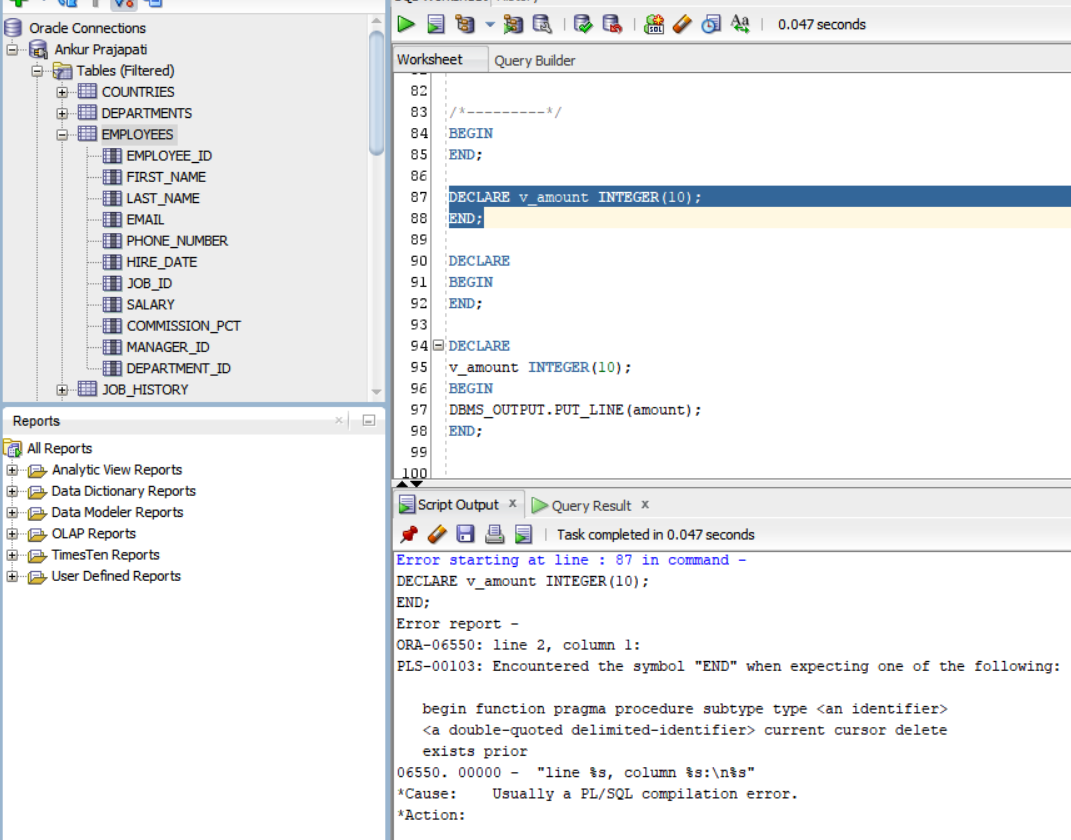 Oracle Connections
Ankur Prajapati
Tables (Filtered)
COUNTRIES
DEPARTMENTS
EMPLOYEES
EMPLOYEE_ID
FIRST_NAME
LAST_NAME
EMAIL
PHONE_NUMBER
HIRE_DATE
JOB_ID
SALARY
COMMISSION_PCT
MANAGER_ID
DEPARTMENT_ID
JOB_HISTORY
Reports
All Reports
Analytic View Reports
Data Dictionary Reports
Data Modeler Reports
OLAP Reports
TimesTen Reports
User Defined Reports
0.047 seconds
Worksheet Query Builder
82
83 /*---------*/
84 BEGIN
85 END;
86
87 DECLARE v_amount INTEGER(10);
88 END;
89
90 DECLARE
91 BEGIN
92 END;
93
94 DECLARE
95 v_amount INTEGER(10);
96 BEGIN
97 DBMS_OUTPUT.PUT_LINE(amount);
98 END;
99
100
Script Output x Query Result x
Task completed in 0.047 seconds
Error starting at line : 87 in command -
DECLARE v_amount INTEGER(10);
END;
Error report -
ORA-06550: line 2, column 1:
PLS-00103: Encountered the symbol "END" when expecting one of the following:
begin function pragma procedure subtype type <an identifier>
<a double-quoted delimited-identifier> current cursor delete
exists prior
06550. 00000 - "line %s, column %s:\n%s"
*Cause: Usually a PL/SQL compilation error.
*Action: